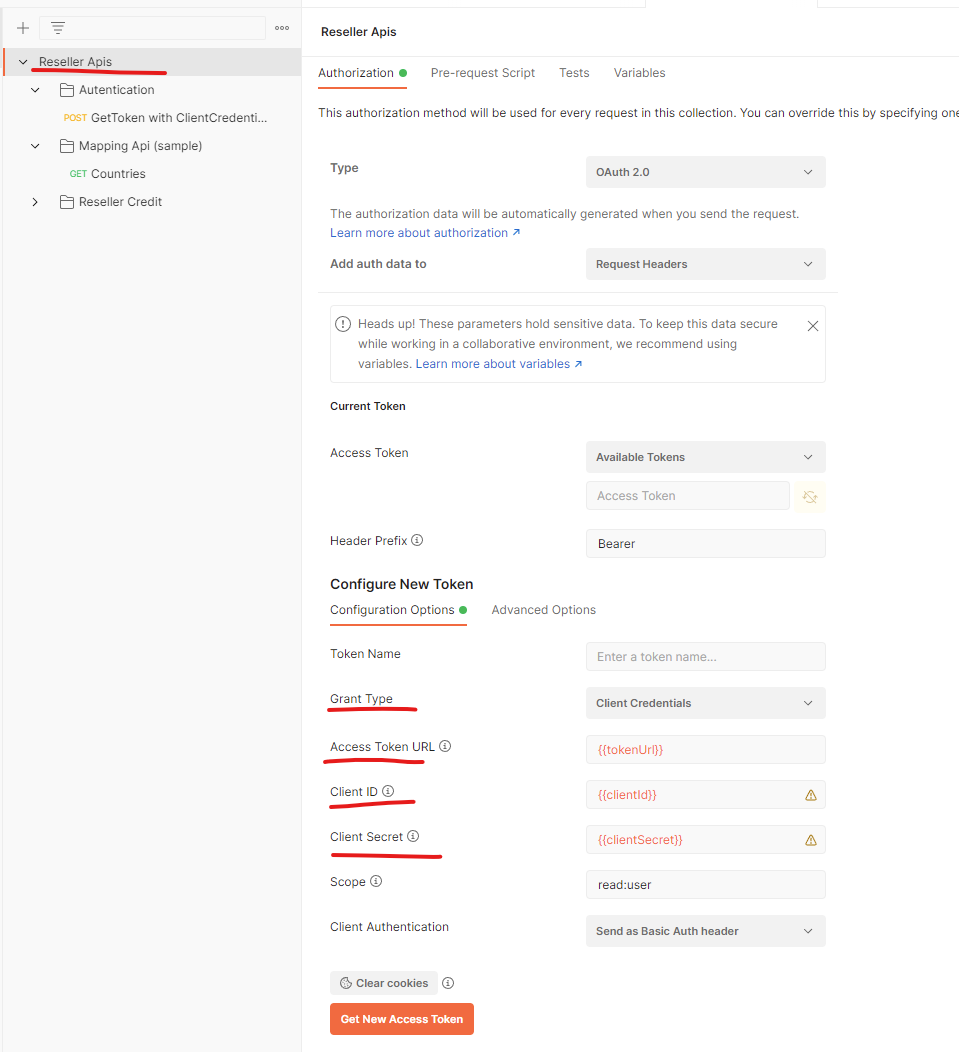 Reseller Apis
Autentication
POST GetToken with ClientCredenti...
Mapping Api (sample)
GET Countries
Reseller Credit
Reseller Apis
Authorization Pre-request Script Tests Variables
This authorization method will be used for every request in this collection. You can override this by specifying one
Type OAuth 2.0
The authorization data will be automatically generated when you send the request.
Learn more about authorization ↗
Add auth data to Request Headers
Heads up! These parameters hold sensitive data. To keep this data secure
while working in a collaborative environment, we recommend using
variables. Learn more about variables ↗
Current Token
Access Token Available Tokens
Access Token
Header Prefix Bearer
Configure New Token
Configuration Options Advanced Options
Token Name Enter a token name...
Grant Type Client Credentials
Access Token URL {{tokenUrl}}
Client ID {{clientId}}
Client Secret {{clientSecret}}
Scope read:user
Client Authentication Send as Basic Auth header
Clear cookies
Get New Access Token